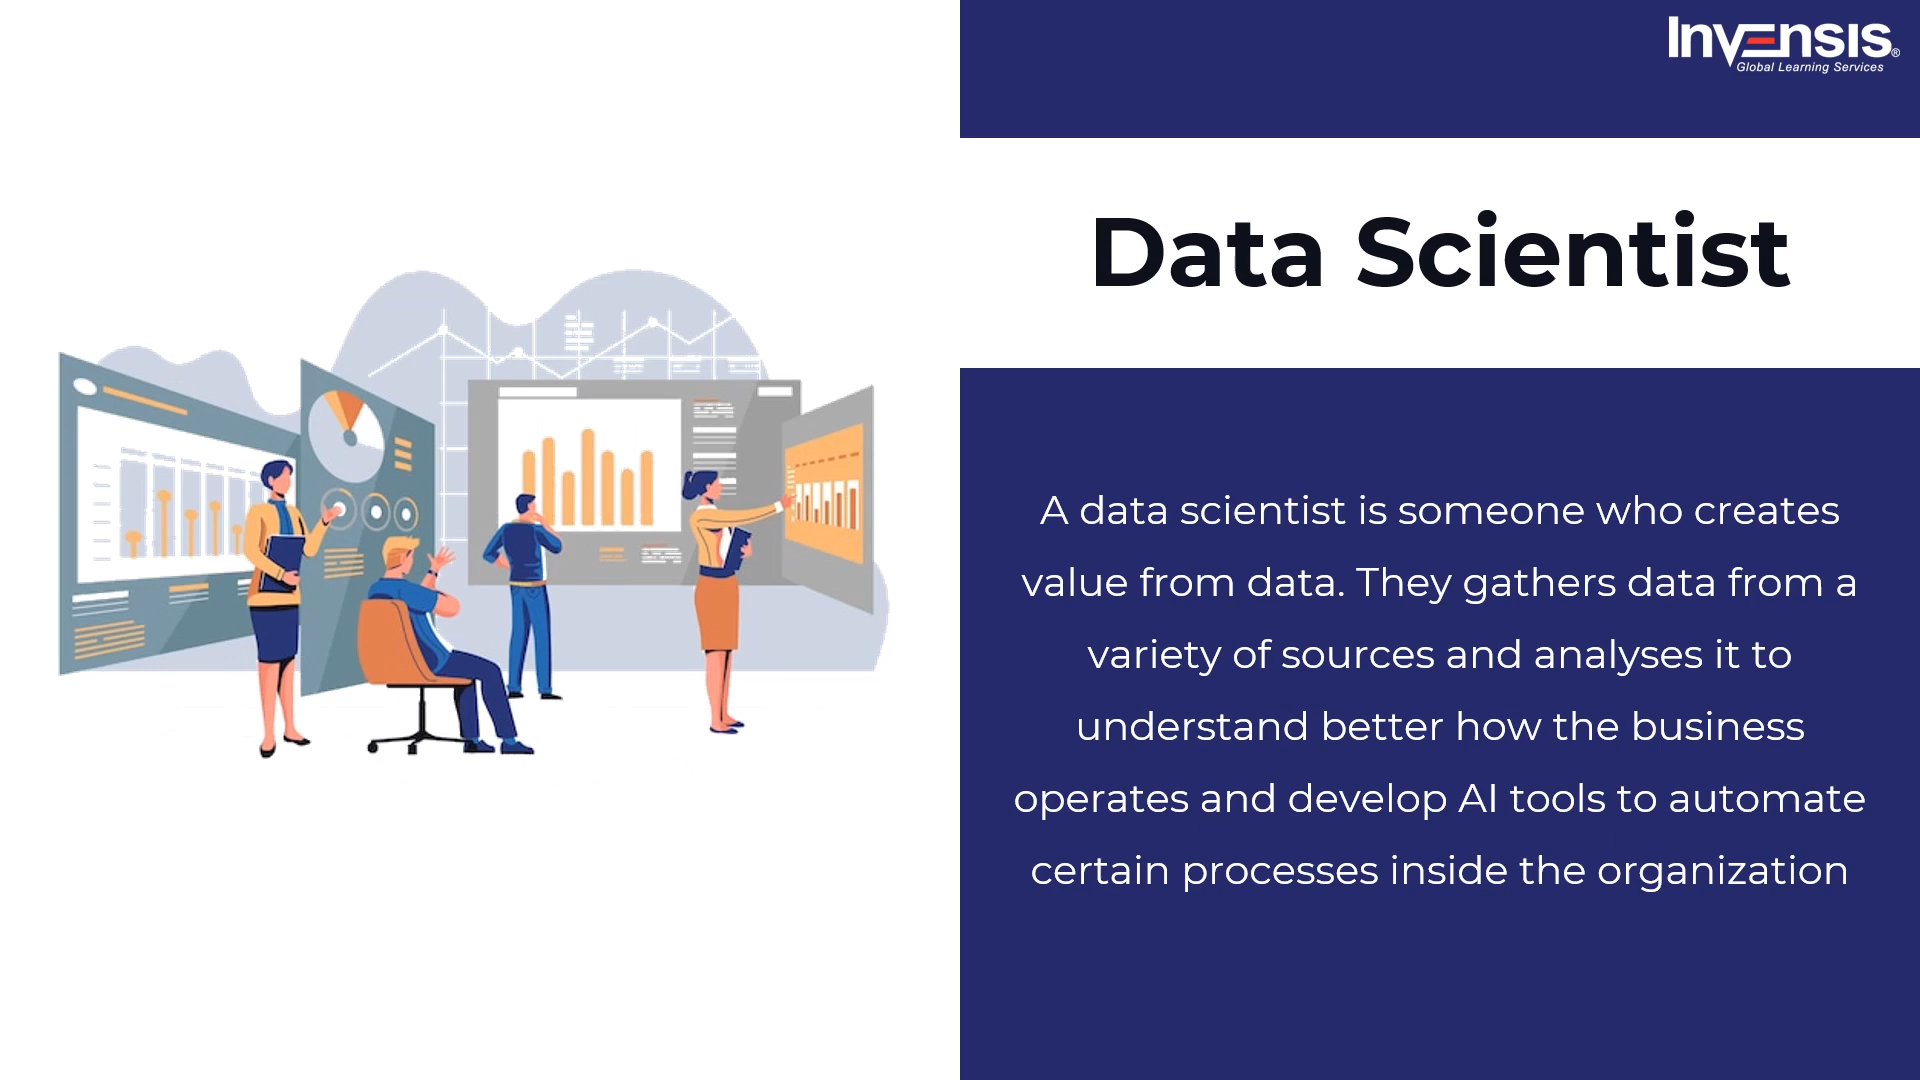 Invensis®
Global Learning Services
Data Scientist
A data scientist is someone who creates
value from data. They gathers data from a
variety of sources and analyses it to
understand better how the business
operates and develop AI tools to automate
certain processes inside the organization